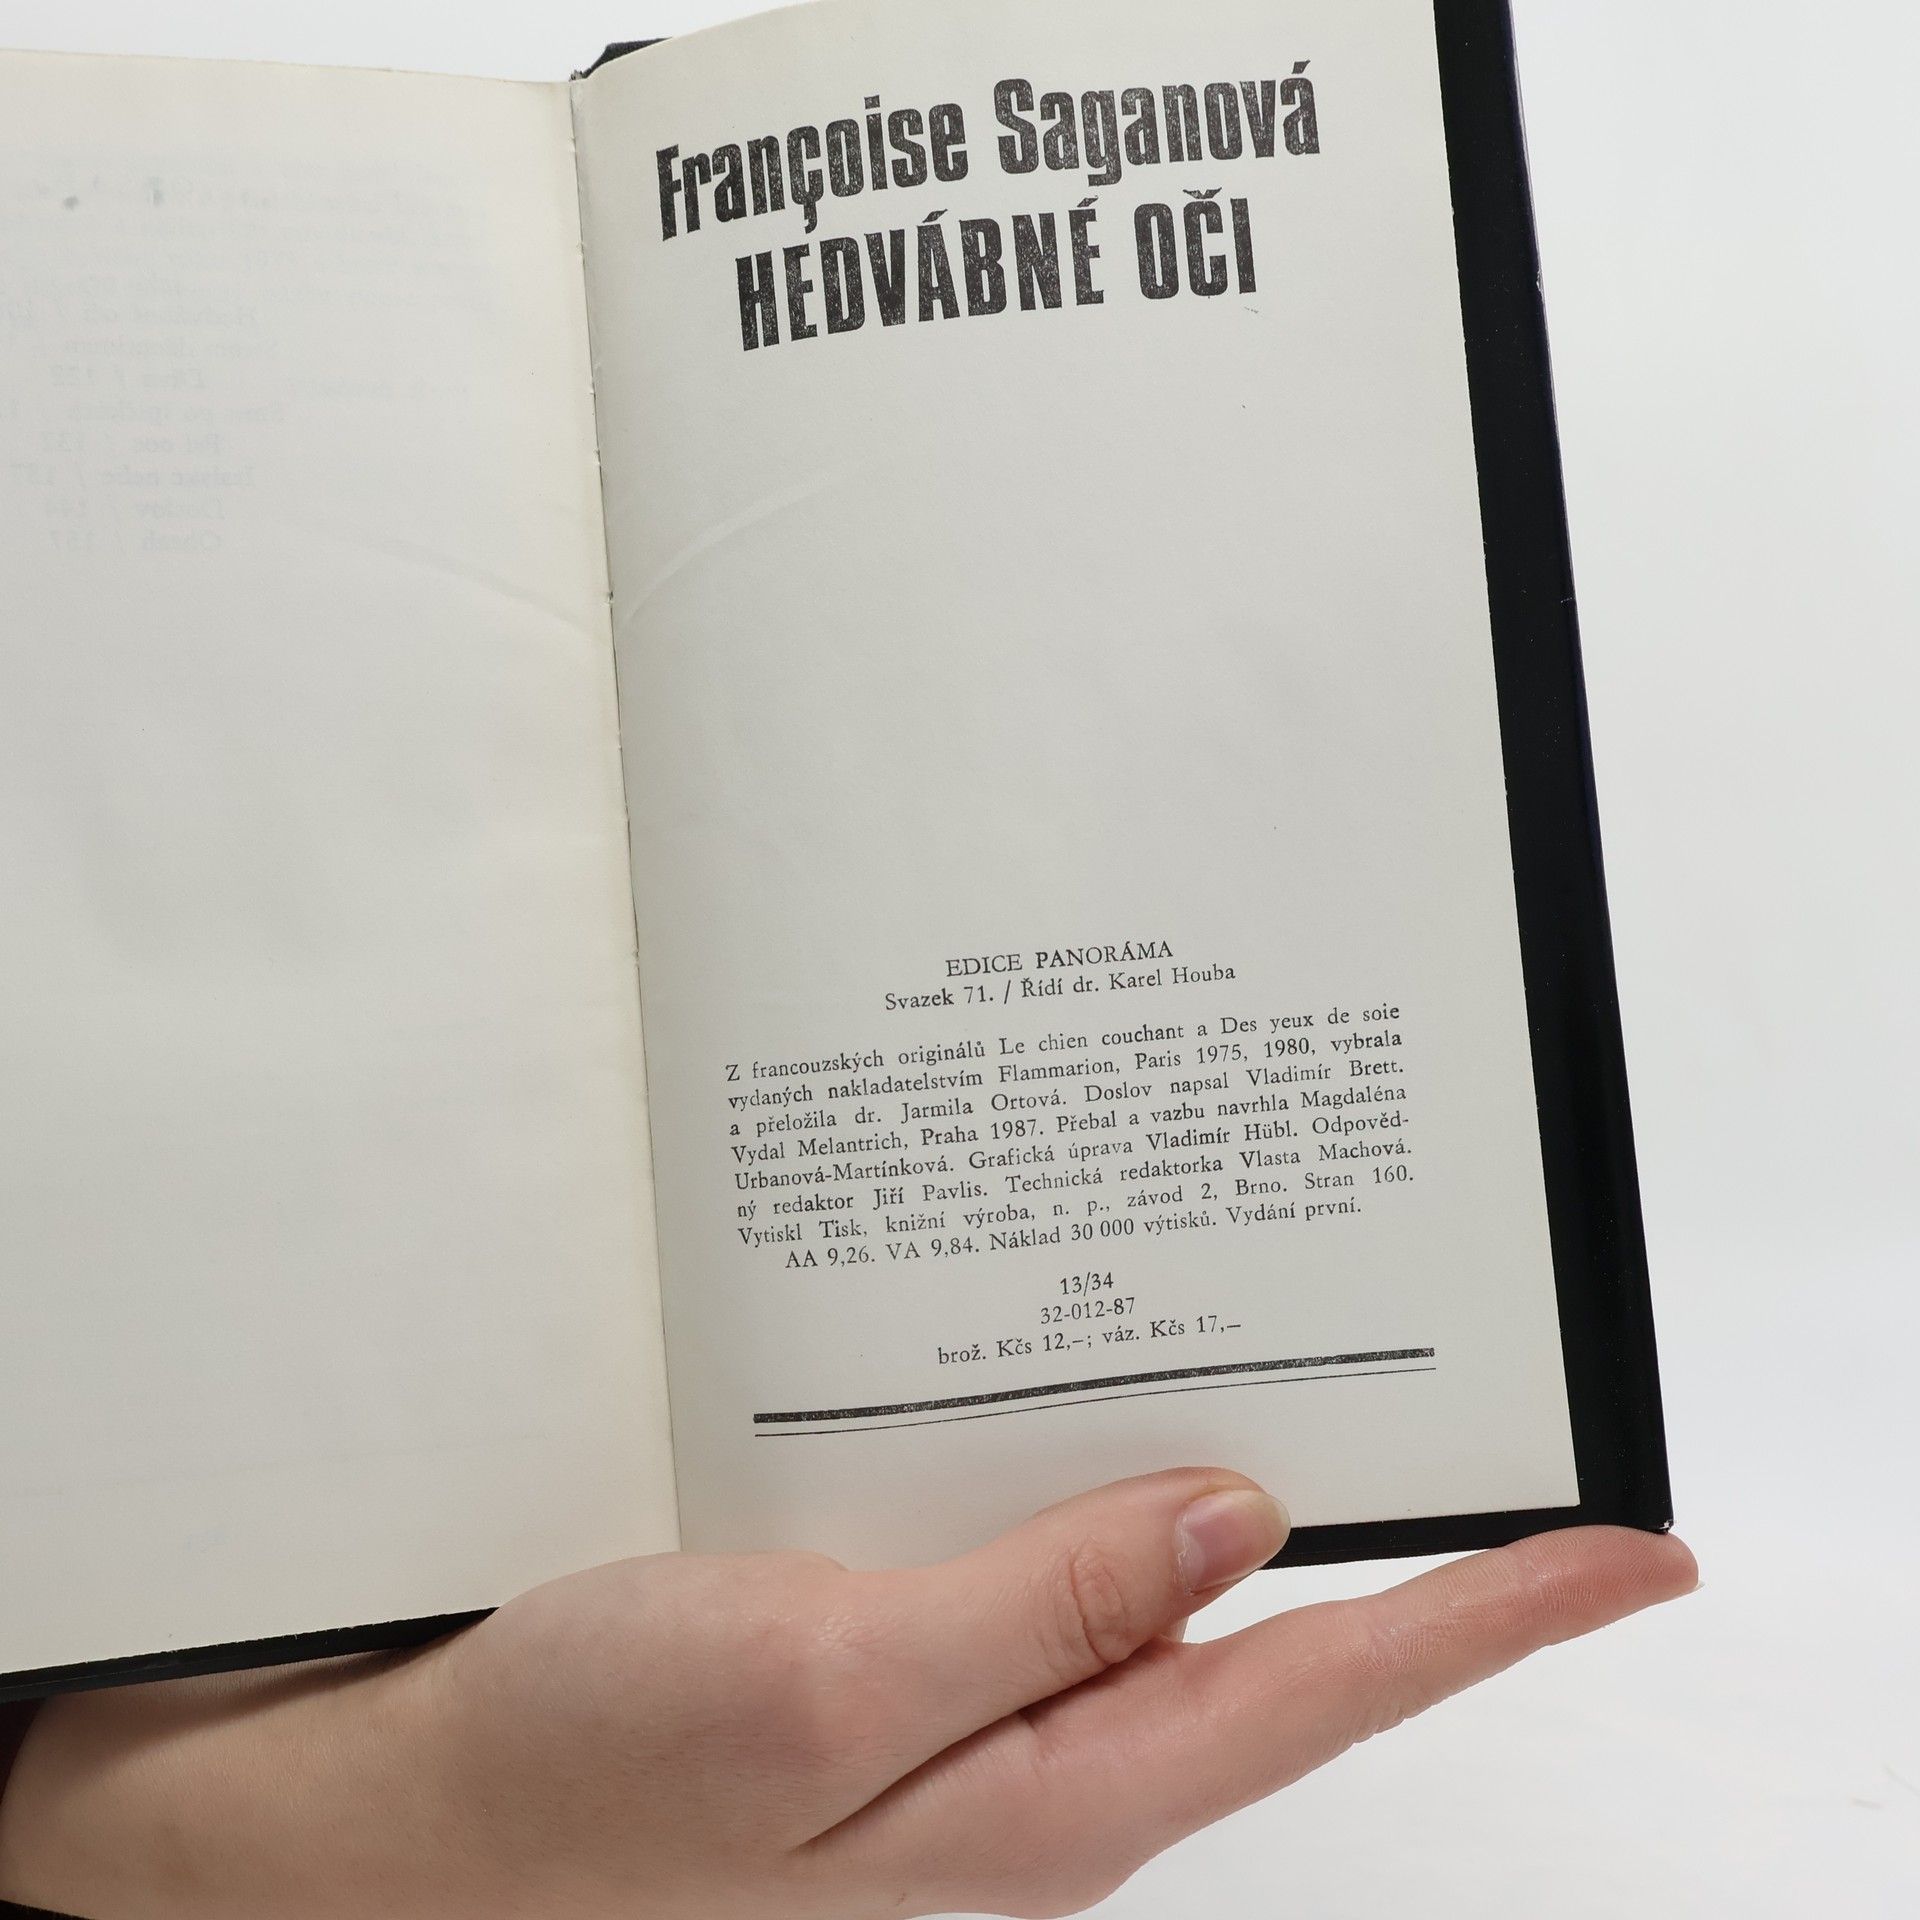 Françoise Saganová
HEDVÁBNÉ OČI
EDICE PANORÁMA
Svazek 71. / Řídí dr. Karel Houba
Z francouzských originálů Le chien couchant a Des yeux de soie
vydaných nakladatelstvím Flammarion, Paris 1975, 1980, vybrala
a přeložila dr. Jarmila Ortová. Doslov napsal Vladimír Brett.
Vydal Melantrich, Praha 1987. Přebal a vazbu navrhla Magdaléna
Urbanová-Martínková. Grafická úprava Vladimír Hübl. Odpověd-
ný redaktor Jiří Pavlis. Technická redaktorka Vlasta Machová.
Vytiskl Tisk, knižní výroba, n. p., závod 2, Brno. Stran 160.
AA 9,26. VA 9,84. Náklad 30 000 výtisků. Vydání první.
13/34
32-012-87
brož. Kčs 12,–; váz. Kčs 17,–